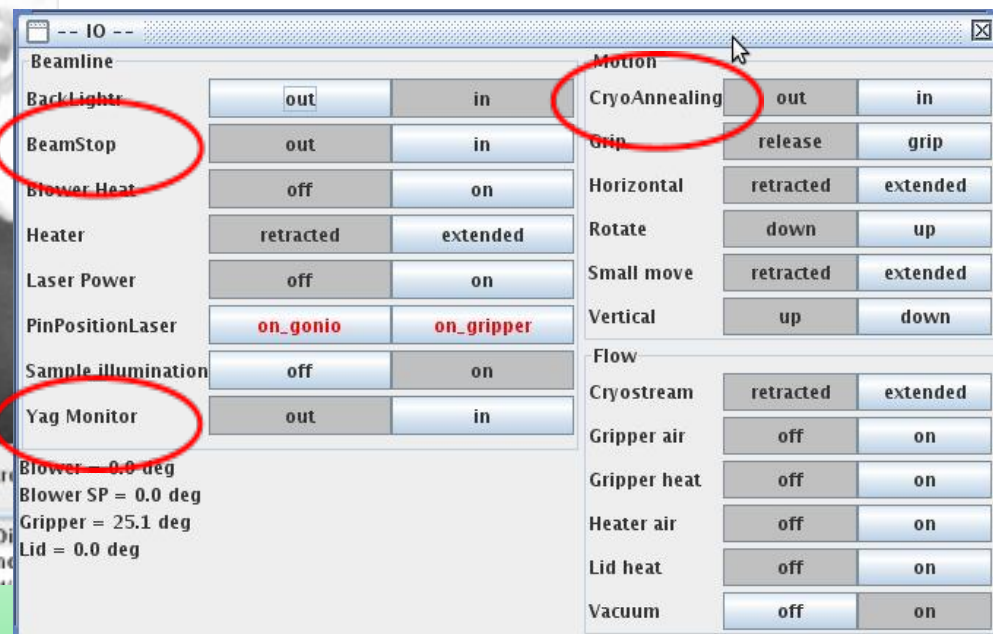 -- IO --
Beamline
BackLightr out in
BeamStop out in
Blower Heat off on
Heater retracted extended
Laser Power off on
PinPositionLaser on_gonio on_gripper
Sample illumination off on
Yag Monitor out in
Blower = 0.0 deg
Blower SP = 0.0 deg
Gripper = 25.1 deg
Lid = 0.0 deg
Motion
CryoAnnealing out in
Grip release grip
Horizontal retracted extended
Rotate down up
Small move retracted extended
Vertical up down
Flow
Cryostream retracted extended
Gripper air off on
Gripper heat off on
Heater air off on
Lid heat off on
Vacuum off on